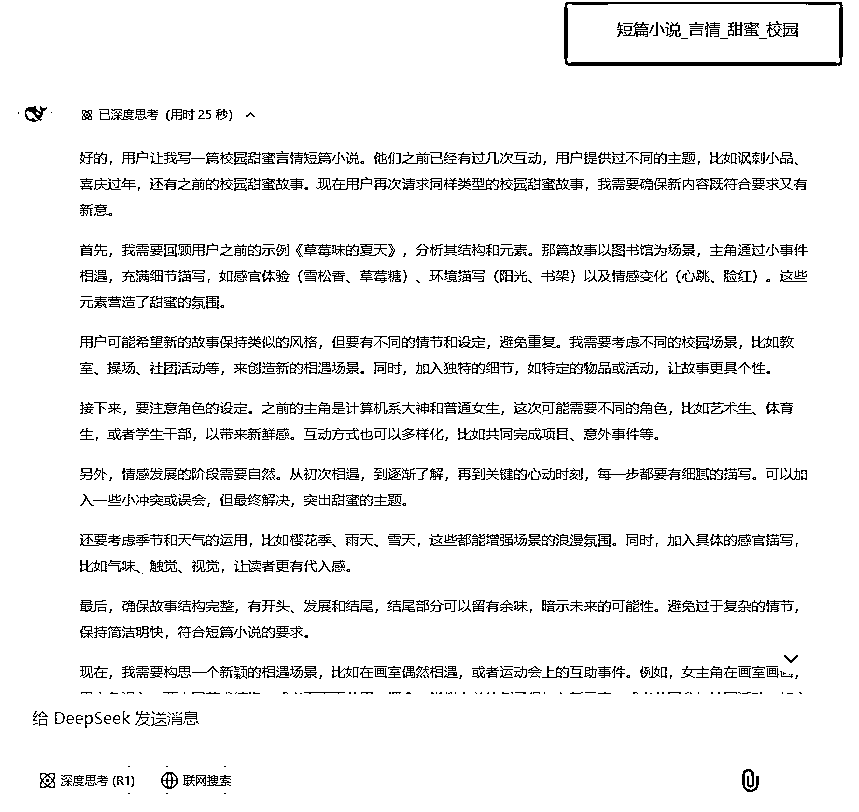 短篇小说_言情_甜蜜_校园
已深度思考（用时 25 秒）
好的，用户让我写一篇校园甜蜜言情短篇小说。他们之前已经有过几次互动，用户提供过不同的主题，比如讽刺小品、
喜庆过年，还有之前的校园甜蜜故事。现在用户再次请求同样类型的校园甜蜜故事，我需要确保新内容既符合要求又有
新意。
首先，我需要回顾用户之前的示例《草莓味的夏天》，分析其结构和元素。那篇故事以图书馆为场景，主角通过小事件
相遇，充满细节描写，如感官体验（雪松香、草莓糖）、环境描写（阳光、书架）以及情感变化（心跳、脸红）。这些
元素营造了甜蜜的氛围。
用户可能希望新的故事保持类似的风格，但要有不同的情节和设定，避免重复。我需要考虑不同的校园场景，比如教
室、操场、社团活动等，来创造新的相遇场景。同时，加入独特的细节，如特定的物品或活动，让故事更具个性。
接下来，要注意角色的设定。之前的主角是计算机系大神和普通女生，这次可能需要不同的角色，比如艺术生、体育
生，或者学生干部，以带来新鲜感。互动方式也可以多样化，比如共同完成项目、意外事件等。
另外，情感发展的阶段需要自然。从初次相遇，到逐渐了解，再到关键的心动时刻，每一步都要有细腻的描写。可以加
入一些小冲突或误会，但最终解决，突出甜蜜的主题。
还要考虑季节和天气的运用，比如樱花季、雨天、雪天，这些都能增强场景的浪漫氛围。同时，加入具体的感官描写，
比如气味、触觉、视觉，让读者更有代入感。
最后，确保故事结构完整，有开头、发展和结尾，结尾部分可以留有余味，暗示未来的可能性。避免过于复杂的情节，
保持简洁明快，符合短篇小说的要求。
现在，我需要构思一个新颖的相遇场景，比如在画室偶然相遇，或者运动会上的互助事件。例如，女主角在画室画画，
给 DeepSeek 发送消息
深度思考 (R1) 联网搜索